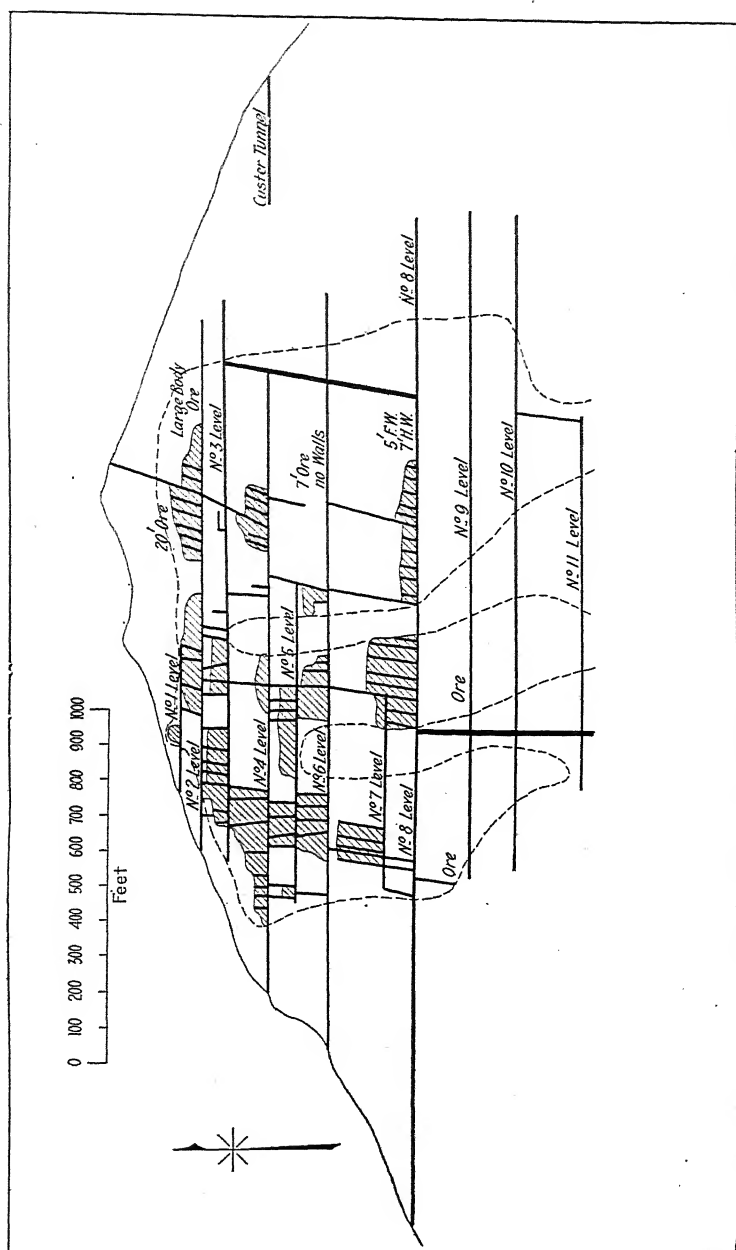 Custer Tunnel
Large Body
Ore
20' Ore
Nº 1 Level
Nº 2 Level
Nº 3 Level
Nº 4 Level
Nº 5 Level
7' Ore
no Walls
Nº 6 Level
Nº 7 Level
5' F.W.
7' H.W.
Nº 8 Level
Nº 8 Level
Ore
Ore
Nº 9 Level
Nº 10 Level
Nº 11 Level
0 100 200 300 400 500 600 700 800 900 1000
Feet